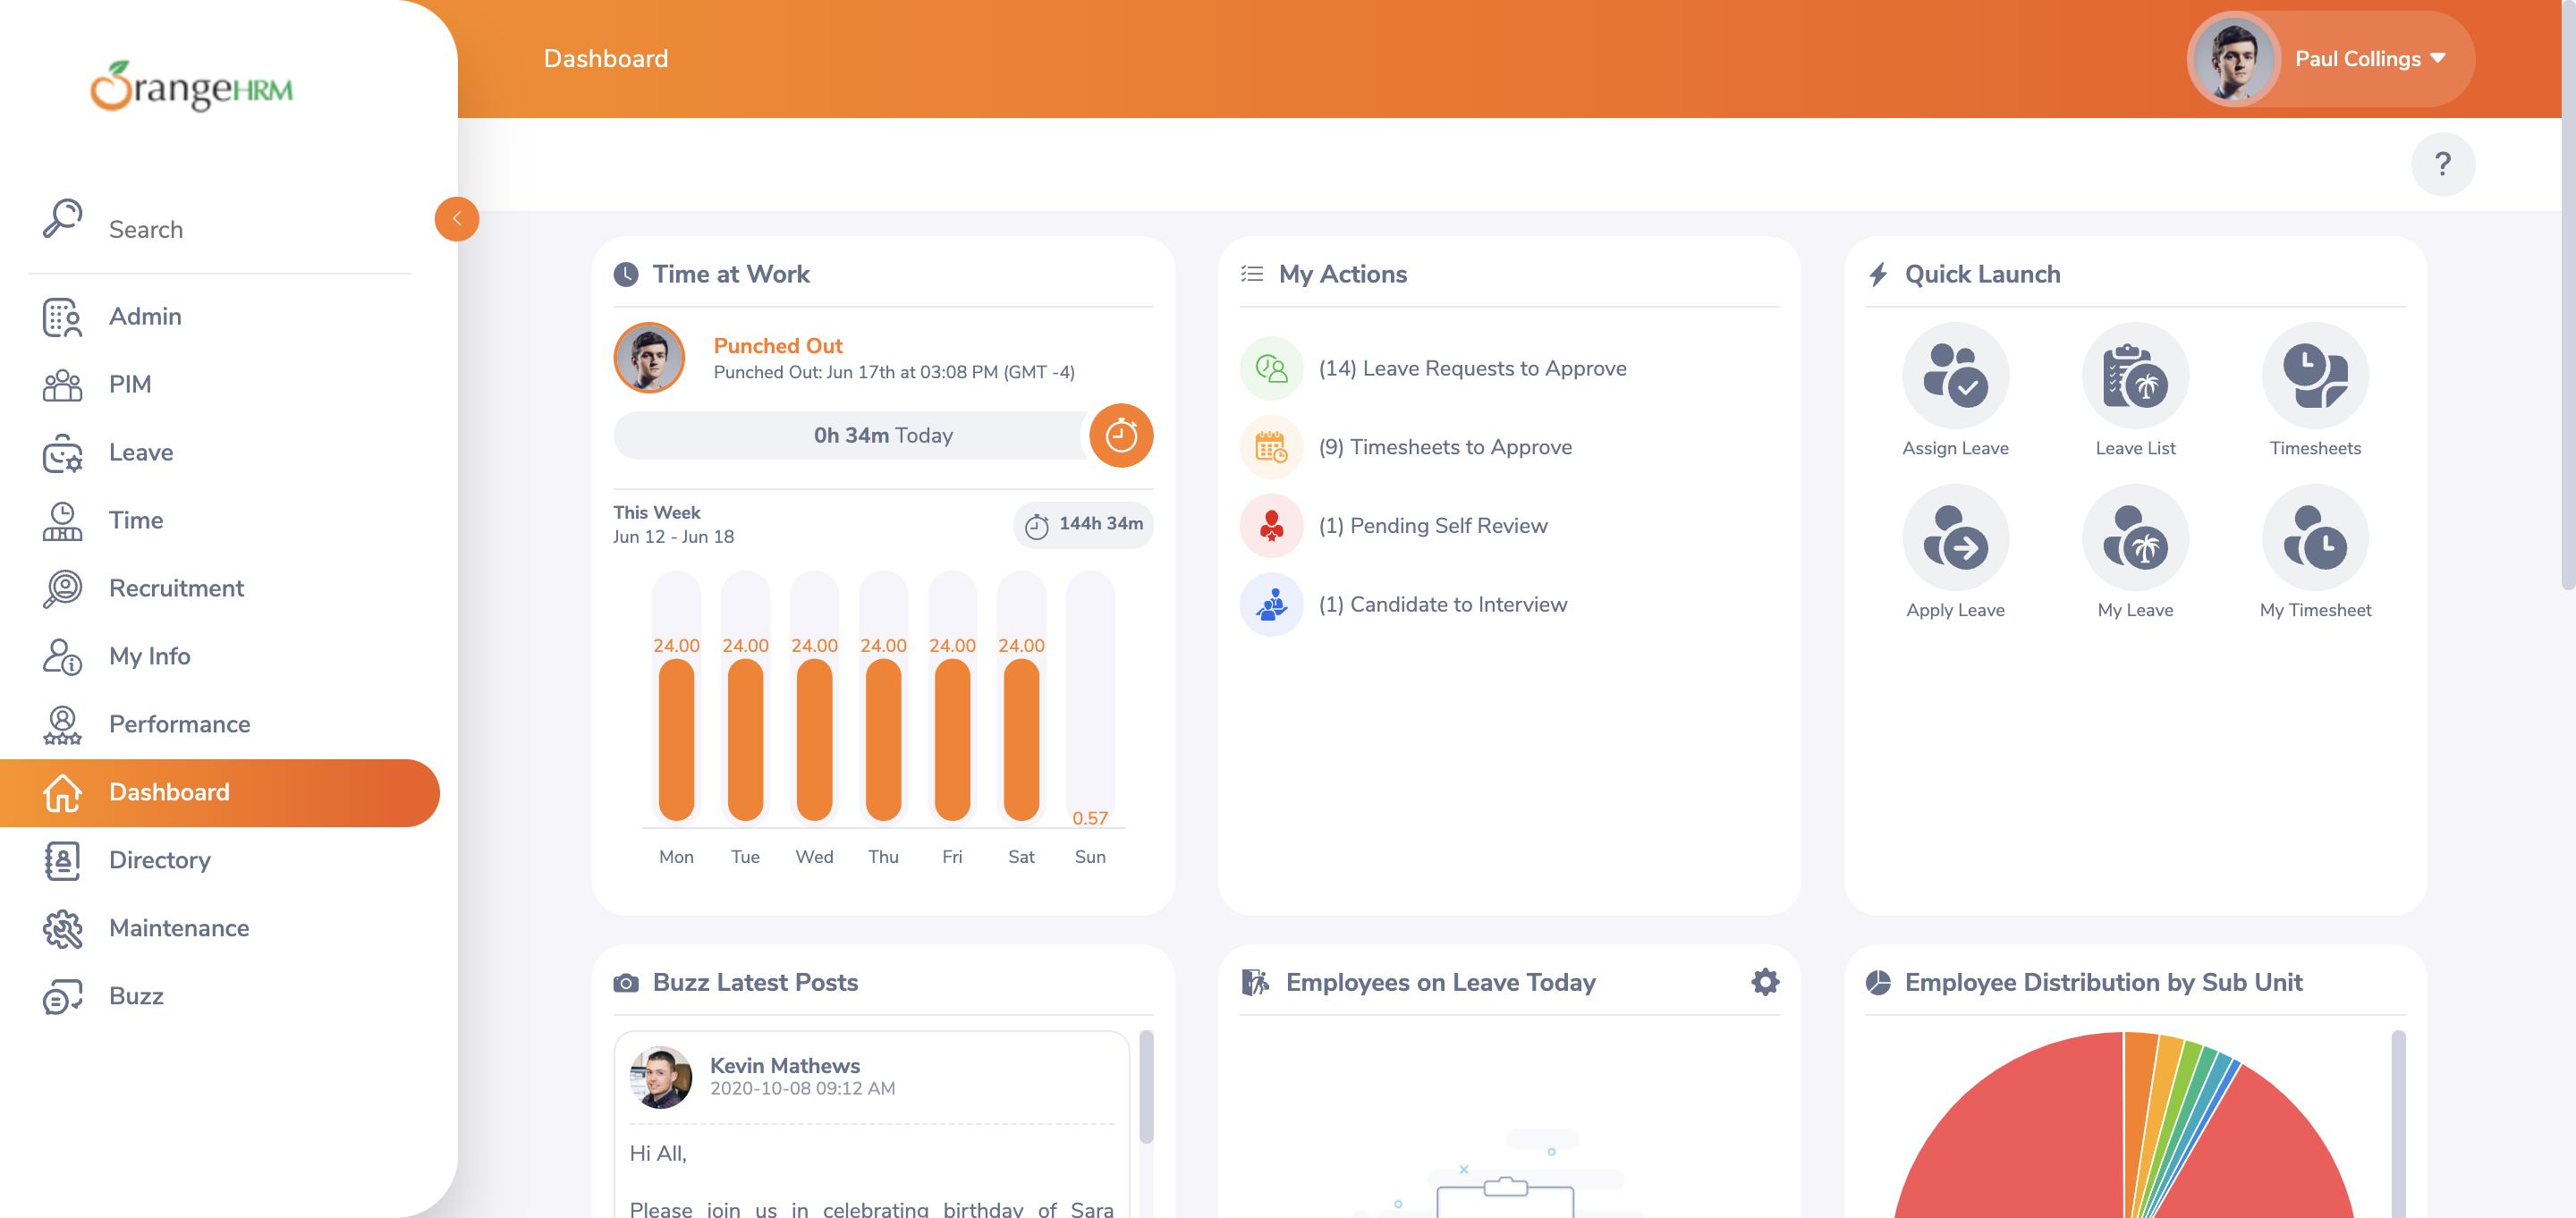 OrangeHRM
Dashboard
Paul Collings
?
Search
Admin
PIM
Leave
Time
Recruitment
My Info
Performance
Dashboard
Directory
Maintenance
Buzz
Time at Work
Punched Out
Punched Out: Jun 17th at 03:08 PM (GMT -4)
0h 34m Today
This Week
Jun 12 - Jun 18
144h 34m
24.00 24.00 24.00 24.00 24.00 24.00 0.57
Mon Tue Wed Thu Fri Sat Sun
My Actions
(14) Leave Requests to Approve
(9) Timesheets to Approve
(1) Pending Self Review
(1) Candidate to Interview
Quick Launch
Assign Leave Leave List Timesheets
Apply Leave My Leave My Timesheet
Buzz Latest Posts
Kevin Mathews
2020-10-08 09:12 AM
Hi All,
Please join us in celebrating birthday of Sara
Employees on Leave Today
Employee Distribution by Sub Unit